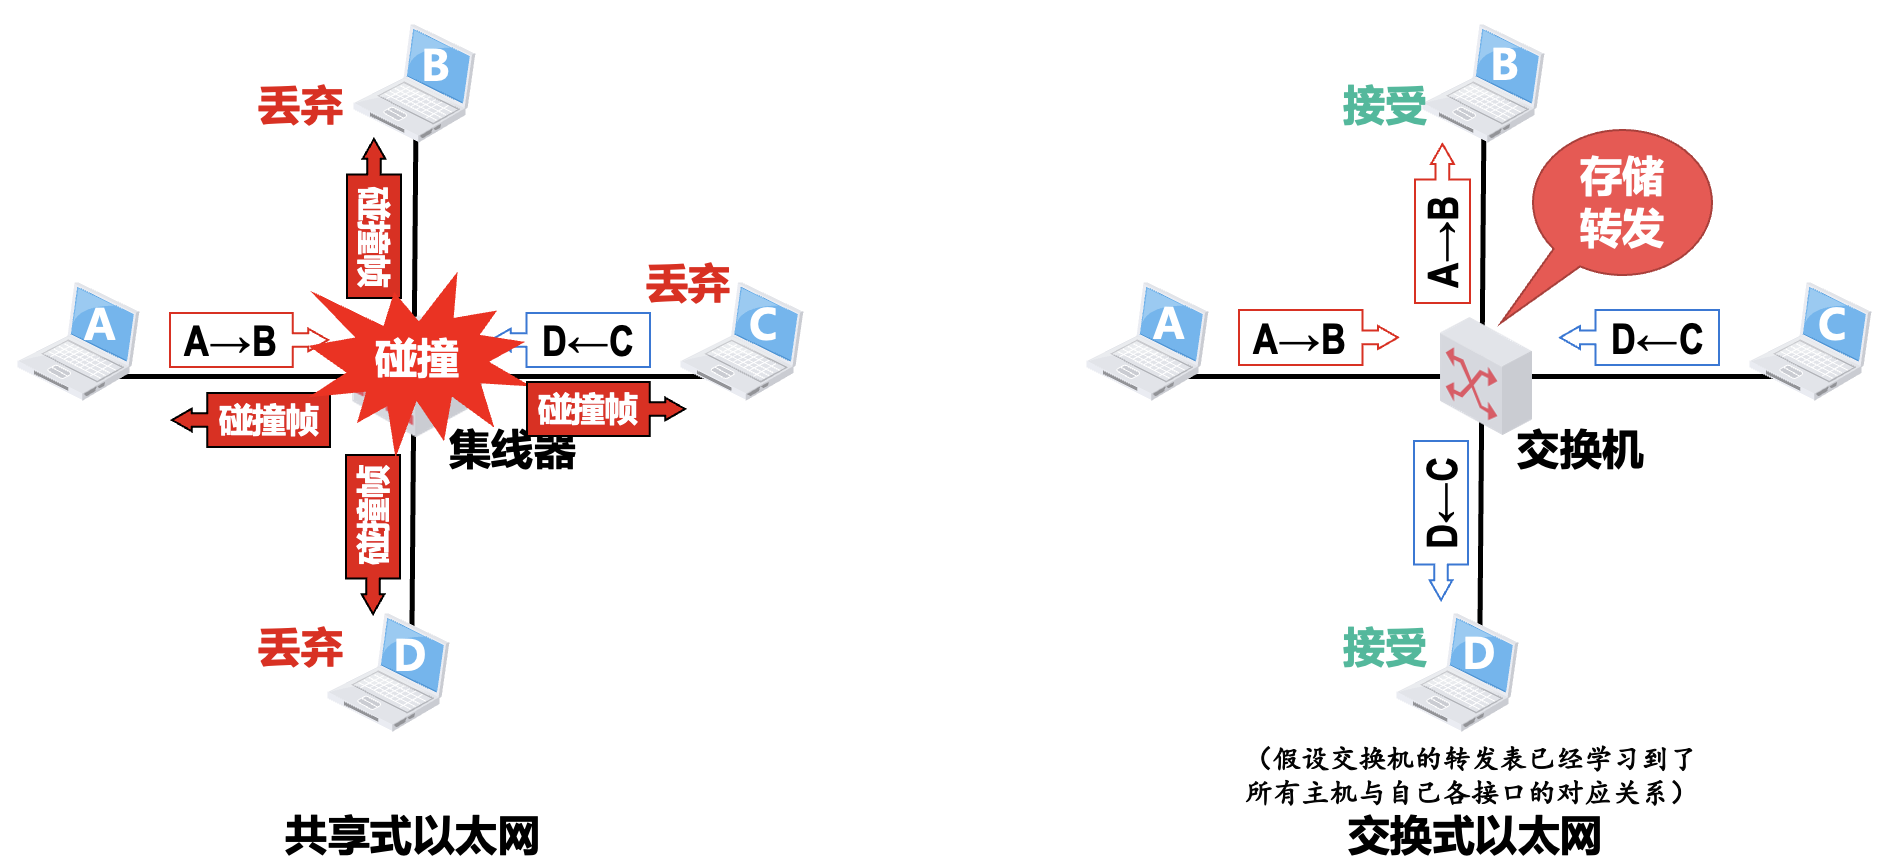 B
丢弃
碰撞帧
A
A→B
碰撞
D←C
丢弃
C
碰撞帧
碰撞帧
集线器
碰撞帧
丢弃
D
共享式以太网
B
接受
存储
转发
A→B
A
A→B
D←C
C
交换机
D←C
接受
D
（假设交换机的转发表已经学习到了
所有主机与自己各接口的对应关系）
交换式以太网